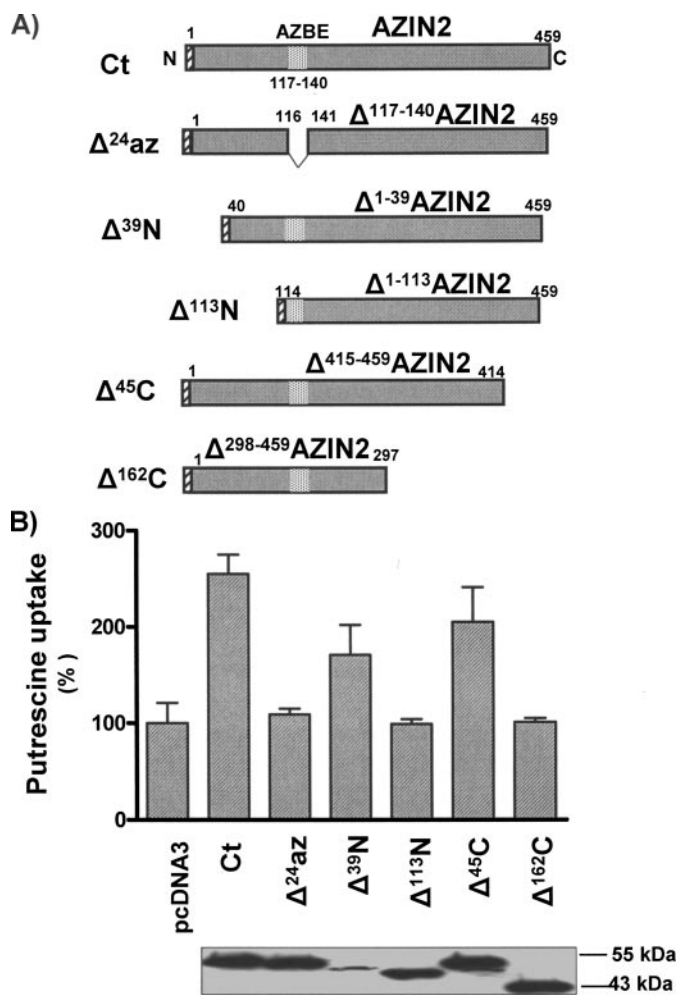 A)
1 AZBE AZIN2 459
Ct N C
117-140
1 116 141 Δ¹¹⁷⁻¹⁴⁰AZIN2 459
Δ²⁴az
40 Δ¹⁻³⁹AZIN2 459
Δ³⁹N
114 Δ¹⁻¹¹³AZIN2 459
Δ¹¹³N
1 Δ⁴¹⁵⁻⁴⁵⁹AZIN2 414
Δ⁴⁵C
Δ²⁹⁸⁻⁴⁵⁹AZIN2 297
1
Δ¹⁶²C
B)
300
200
100
0
Putrescine uptake
(%)
pcDNA3
Ct
Δ²⁴az
Δ³⁹N
Δ¹¹³N
Δ⁴⁵C
Δ¹⁶²C
55 kDa
43 kDa